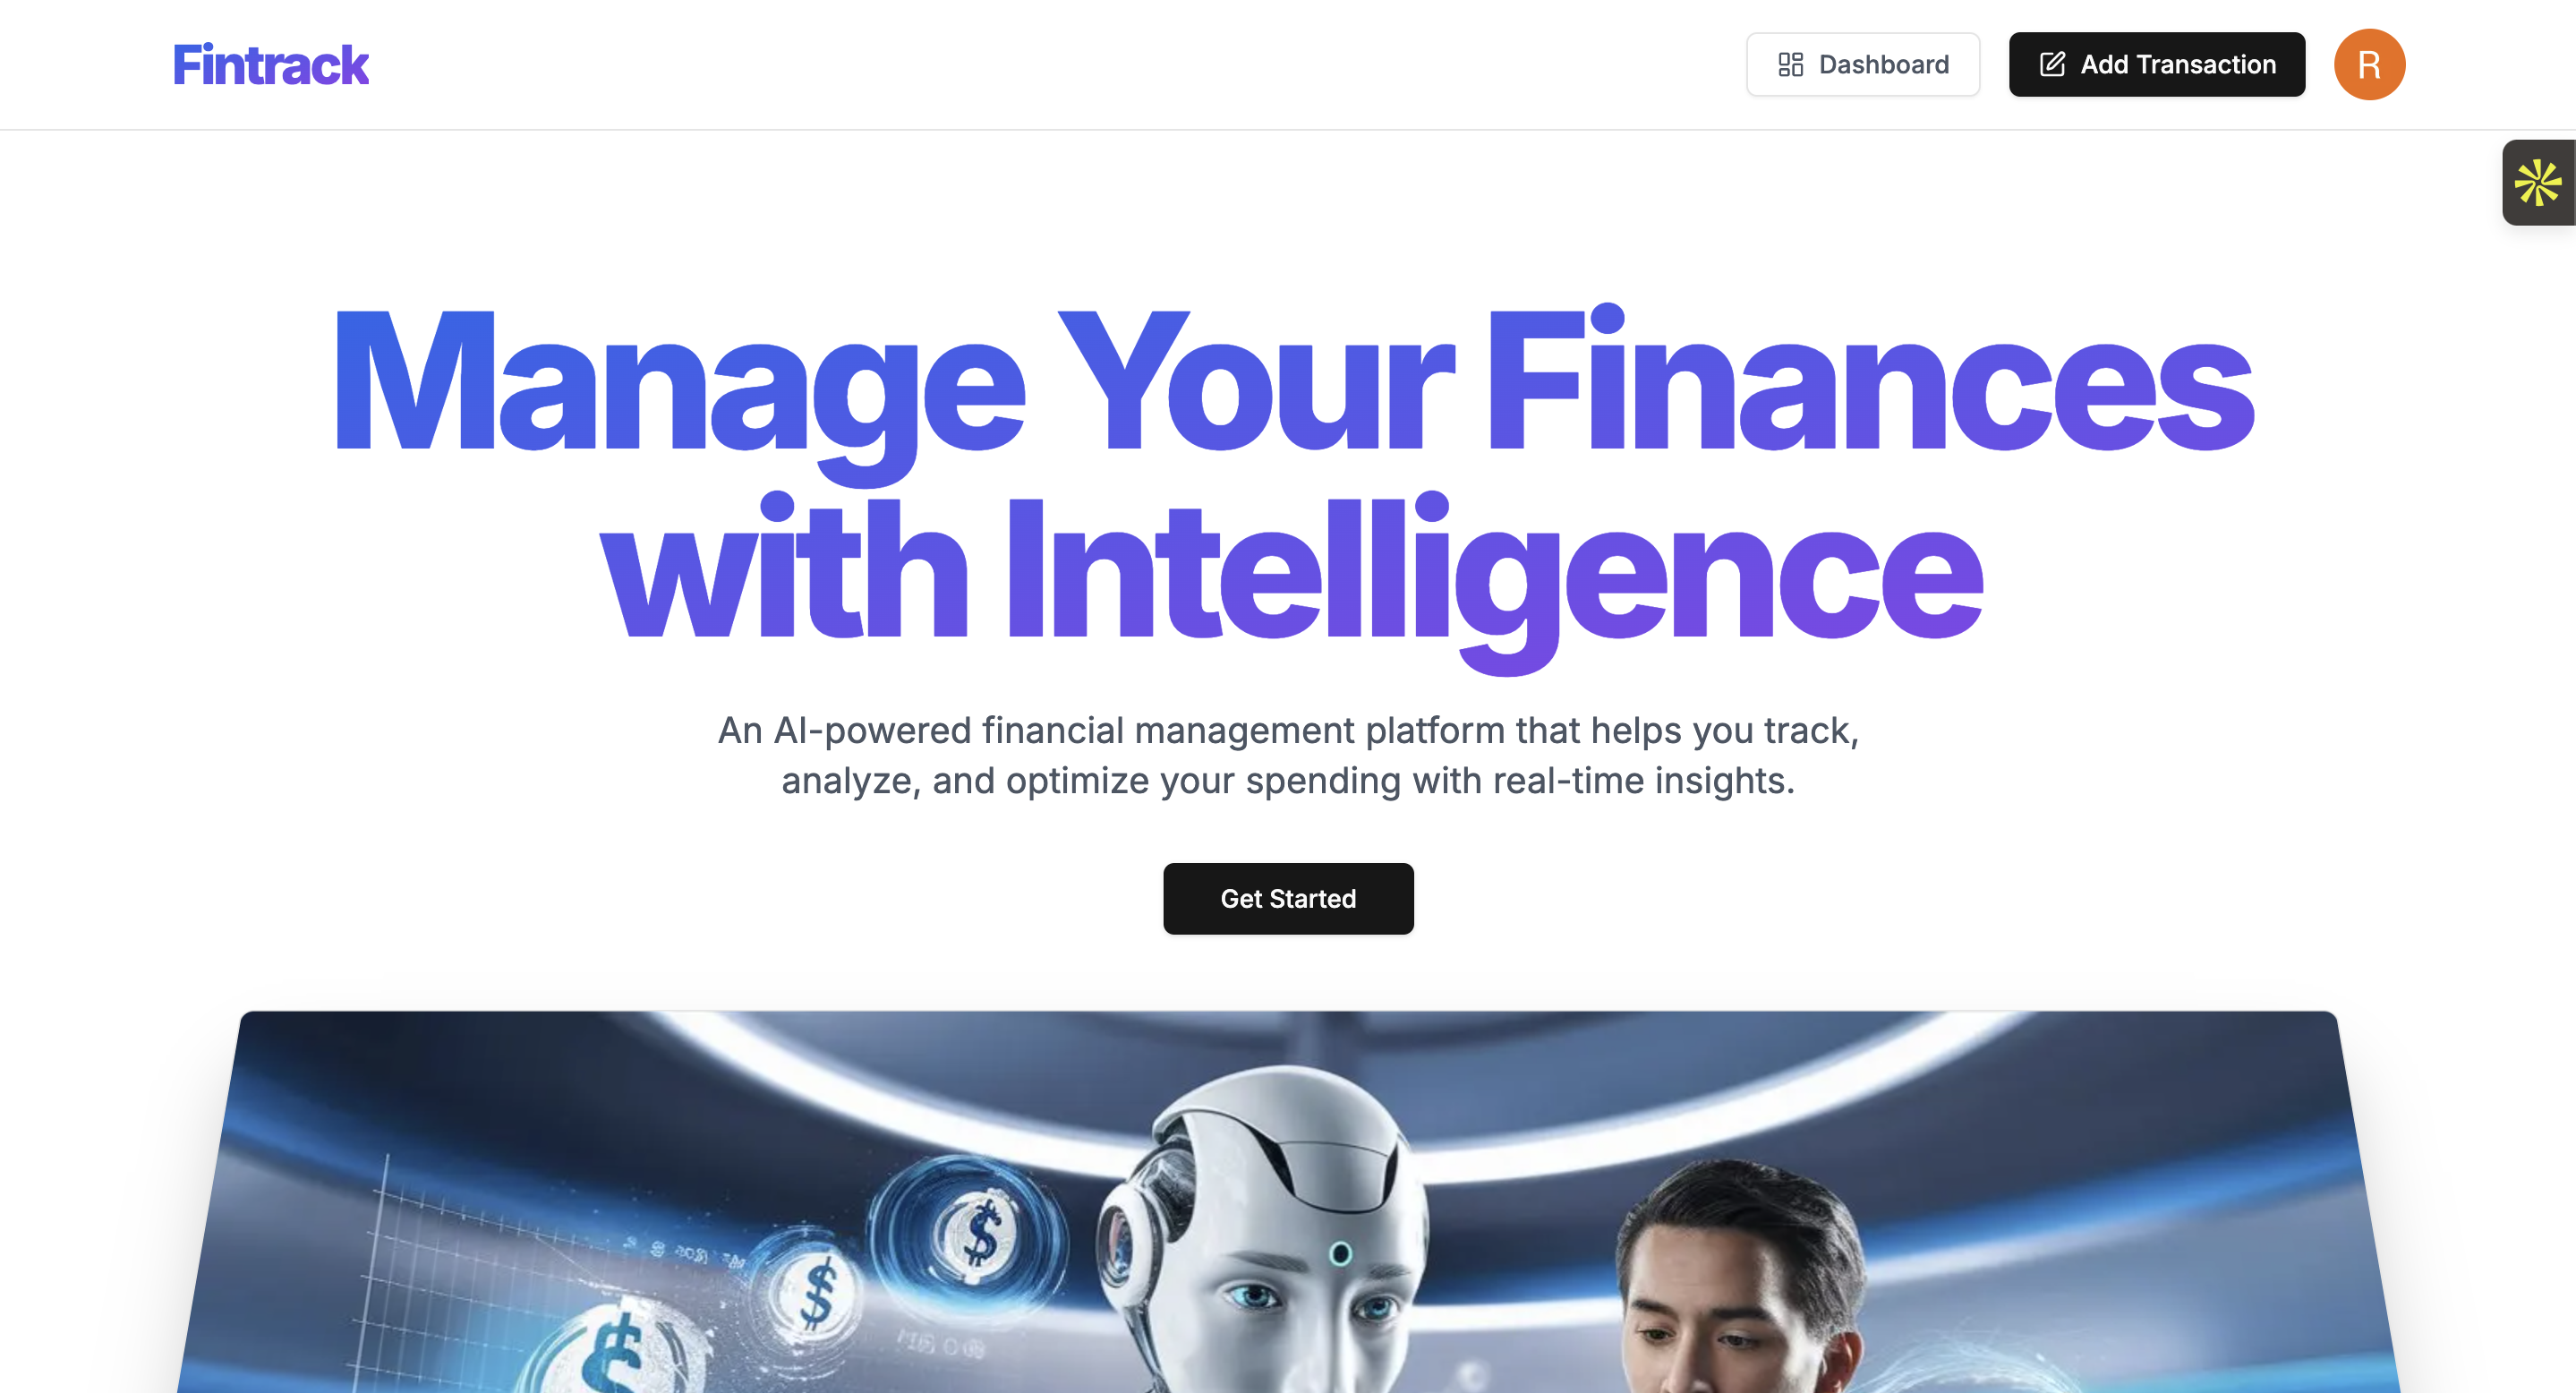 Fintrack
Dashboard
Add Transaction
R
Manage Your Finances
with Intelligence
An AI-powered financial management platform that helps you track,
analyze, and optimize your spending with real-time insights.
Get Started
$
$
$